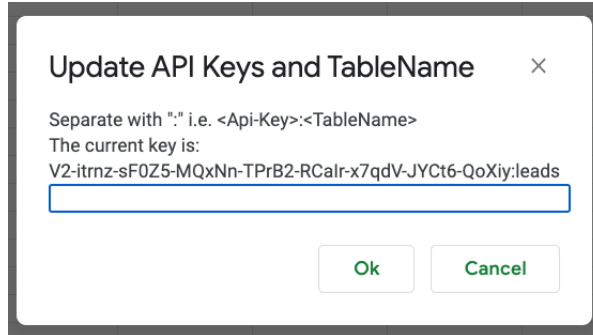 Update API Keys and TableName
Separate with ":" i.e. <Api-Key>:<TableName>
The current key is:
V2-itrnz-sF0Z5-MQxNn-TPrB2-RCaIr-x7qdV-JYCt6-QoXiy:leads
Ok
Cancel